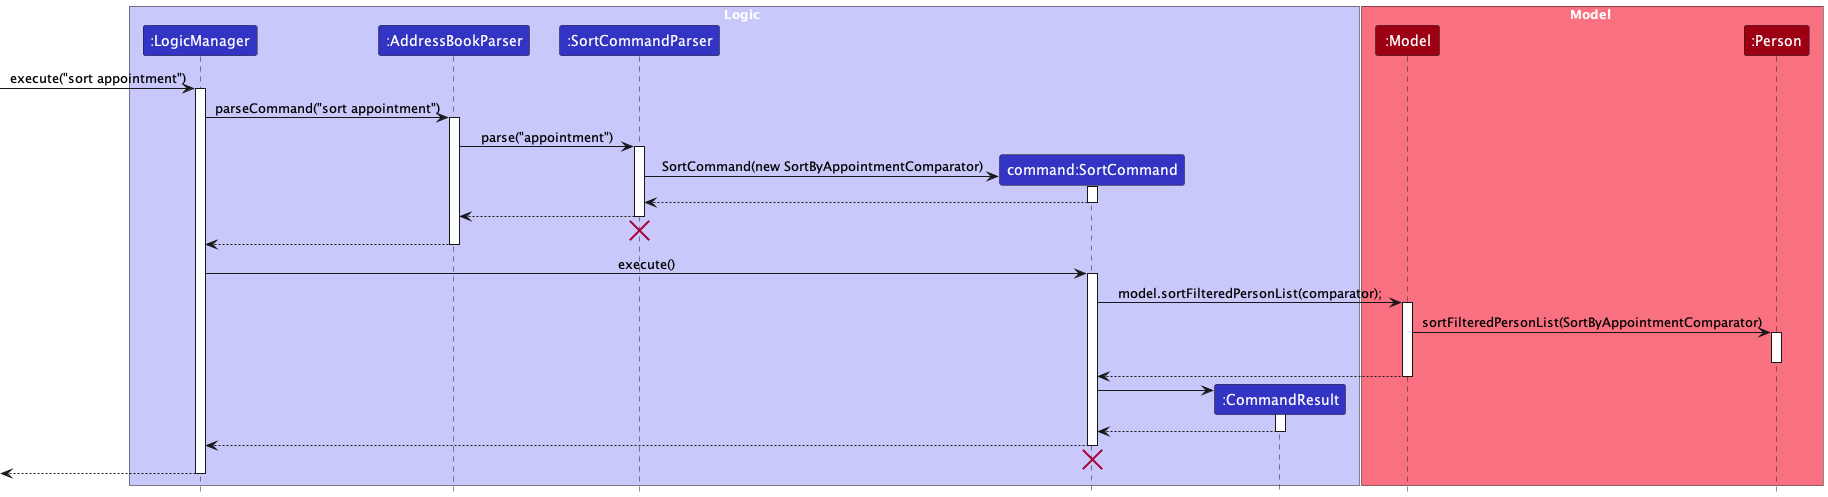 Logic
Model
:LogicManager
:AddressBookParser
:SortCommandParser
:Model
:Person
execute("sort appointment")
parseCommand("sort appointment")
parse("appointment")
SortCommand(new SortByAppointmentComparator)
command:SortCommand
execute()
model.sortFilteredPersonList(comparator);
sortFilteredPersonList(SortByAppointmentComparator)
:CommandResult